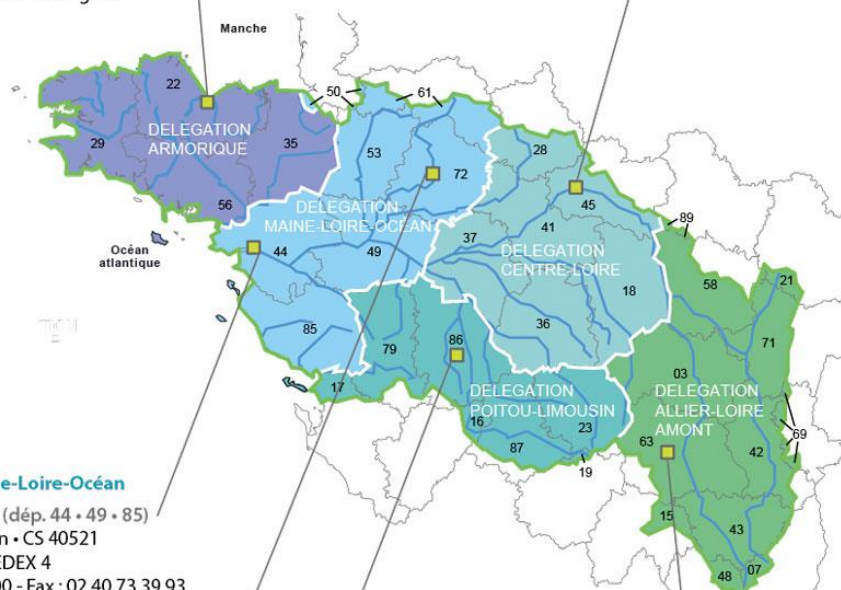 Manche
22
50
61
29
DELEGATION
ARMORIQUE
35
53
72
28
56
DELEGATION
MAINE-LOIRE-OCÉAN
45
41
37
89
Océan
atlantique
44
49
DELEGATION
CENTRE-LOIRE
18
58
21
85
79
86
36
71
17
03
DELEGATION
POITOU-LIMOUSIN
DELEGATION
ALLIER-LOIRE
AMONT
16
23
87
19
63
69
42
15
43
48
07
e-Loire-Océan
(dép. 44 • 49 • 85)
n • CS 40521
EDEX 4
00 - Fax : 02 40 73 39 93